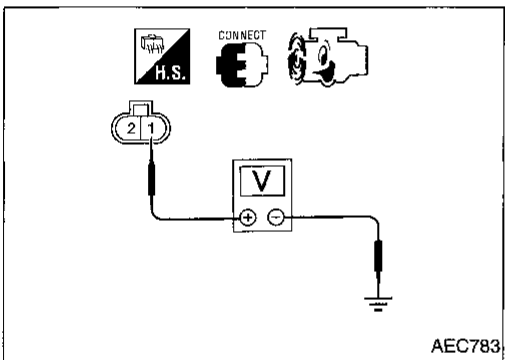 CONNECT
H.S.
2 1
V
+ −
AEC783